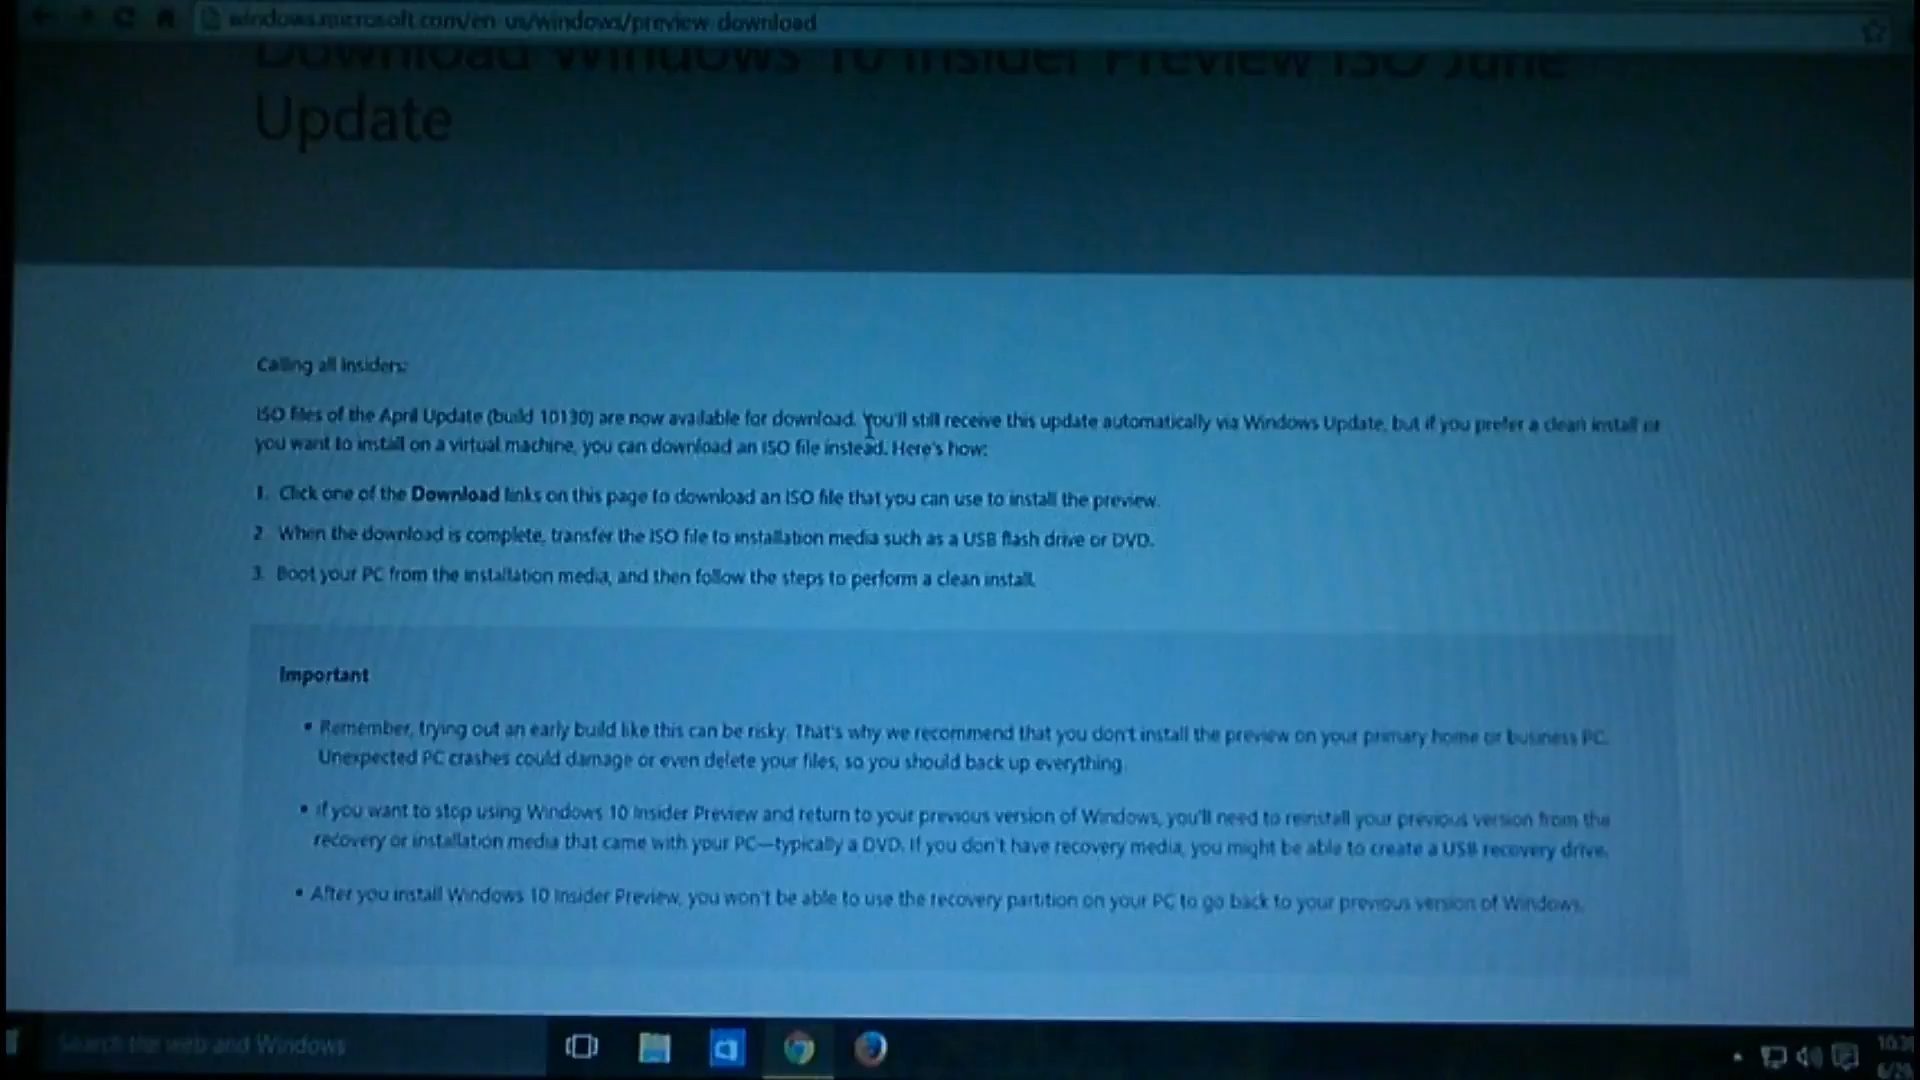 windows.microsoft.com/en-us/windows/preview-download
Download Windows 10 Insider Preview ISO June
Update
Calling all Insiders:
ISO files of the April Update (build 10130) are now available for download. You'll still receive this update automatically via Windows Update, but if you prefer a clean install or
you want to install on a virtual machine, you can download an ISO file instead. Here's how:
1. Click one of the Download links on this page to download an ISO file that you can use to install the preview.
2. When the download is complete, transfer the ISO file to installation media such as a USB flash drive or DVD.
3. Boot your PC from the installation media, and then follow the steps to perform a clean install.
Important
• Remember, trying out an early build like this can be risky. That's why we recommend that you don't install the preview on your primary home or business PC.
Unexpected PC crashes could damage or even delete your files, so you should back up everything.
• If you want to stop using Windows 10 Insider Preview and return to your previous version of Windows, you'll need to reinstall your previous version from the
recovery or installation media that came with your PC—typically a DVD. If you don't have recovery media, you might be able to create a USB recovery drive.
• After you install Windows 10 Insider Preview, you won't be able to use the recovery partition on your PC to go back to your previous version of Windows.
Search the web and Windows